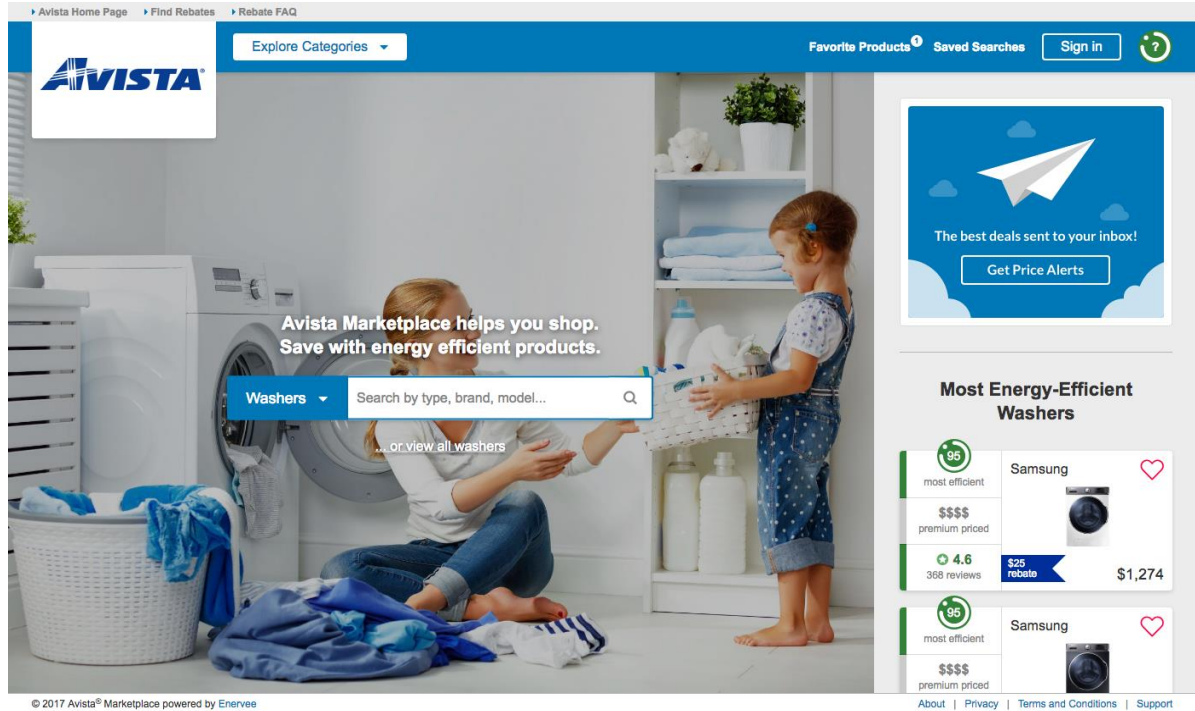 Avista Home Page Find Rebates Rebate FAQ
AVISTA®
Explore Categories
Favorite Products 1 Saved Searches Sign in ?
Avista Marketplace helps you shop.
Save with energy efficient products.
Washers Search by type, brand, model...
... or view all washers
The best deals sent to your inbox!
Get Price Alerts
Most Energy-Efficient
Washers
95
most efficient
$$$$
premium priced
4.6
368 reviews
Samsung
$25
rebate
$1,274
95
most efficient
$$$$
premium priced
Samsung
© 2017 Avista® Marketplace powered by Enervee
About | Privacy | Terms and Conditions | Support